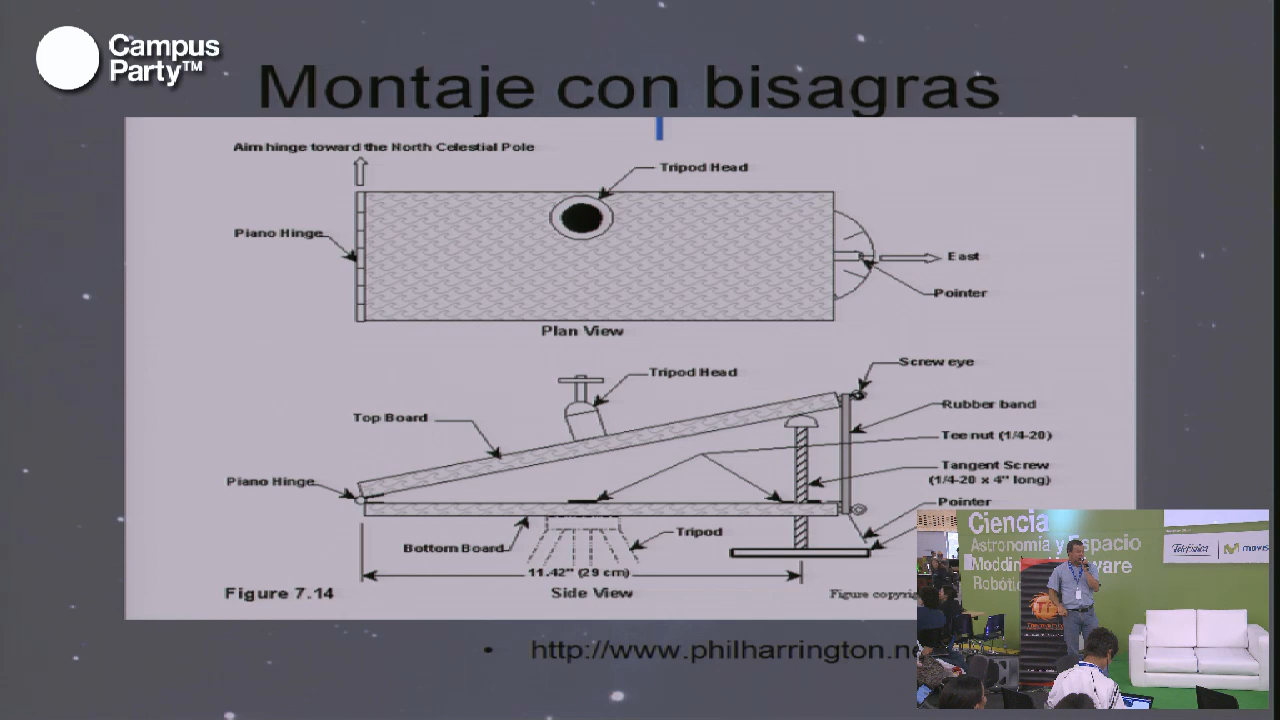 Campus
Party™
Montaje con bisagras
Aim hinge toward the North Celestial Pole
Tripod Head
Piano Hinge
East
Pointer
Plan View
Screw eye
Tripod Head
Rubber band
Top Board
Tee nut (1/4-20)
Tangent Screw
(1/4-20 x 4" long)
Piano Hinge
Pointer
Tripod
Bottom Board
11.42" (29 cm)
Figure 7.14
Side View
Figure
• http://www.philharrington.ne
Ciencia
Astronomía y Espacio
Telefónica
Robótic